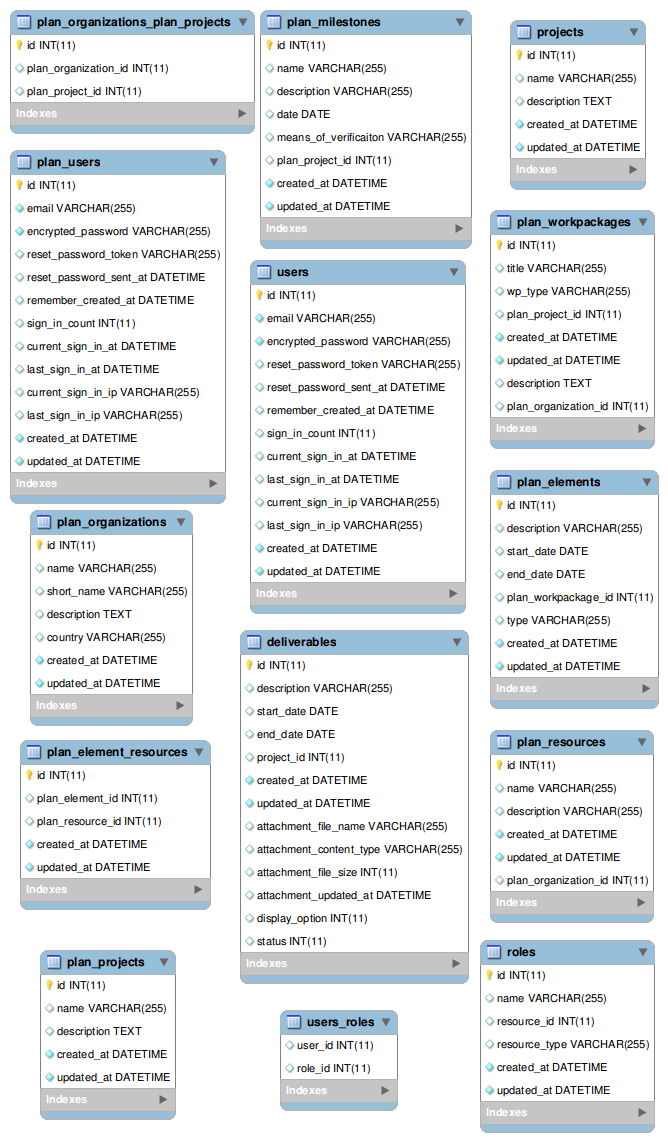 plan_organizations_plan_projects
id INT(11)
plan_organization_id INT(11)
plan_project_id INT(11)
Indexes
plan_milestones
id INT(11)
name VARCHAR(255)
description VARCHAR(255)
date DATE
means_of_verificaiton VARCHAR(255)
plan_project_id INT(11)
created_at DATETIME
updated_at DATETIME
Indexes
projects
id INT(11)
name VARCHAR(255)
description TEXT
created_at DATETIME
updated_at DATETIME
Indexes
plan_users
id INT(11)
email VARCHAR(255)
encrypted_password VARCHAR(255)
reset_password_token VARCHAR(255)
reset_password_sent_at DATETIME
remember_created_at DATETIME
sign_in_count INT(11)
current_sign_in_at DATETIME
last_sign_in_at DATETIME
current_sign_in_ip VARCHAR(255)
last_sign_in_ip VARCHAR(255)
created_at DATETIME
updated_at DATETIME
Indexes
users
id INT(11)
email VARCHAR(255)
encrypted_password VARCHAR(255)
reset_password_token VARCHAR(255)
reset_password_sent_at DATETIME
remember_created_at DATETIME
sign_in_count INT(11)
current_sign_in_at DATETIME
last_sign_in_at DATETIME
current_sign_in_ip VARCHAR(255)
last_sign_in_ip VARCHAR(255)
created_at DATETIME
updated_at DATETIME
Indexes
plan_workpackages
id INT(11)
title VARCHAR(255)
wp_type VARCHAR(255)
plan_project_id INT(11)
created_at DATETIME
updated_at DATETIME
description TEXT
plan_organization_id INT(11)
Indexes
plan_organizations
id INT(11)
name VARCHAR(255)
short_name VARCHAR(255)
description TEXT
country VARCHAR(255)
created_at DATETIME
updated_at DATETIME
Indexes
plan_elements
id INT(11)
description VARCHAR(255)
start_date DATE
end_date DATE
plan_workpackage_id INT(11)
type VARCHAR(255)
created_at DATETIME
updated_at DATETIME
Indexes
deliverables
id INT(11)
description VARCHAR(255)
start_date DATE
end_date DATE
project_id INT(11)
created_at DATETIME
updated_at DATETIME
attachment_file_name VARCHAR(255)
attachment_content_type VARCHAR(255)
attachment_file_size INT(11)
attachment_updated_at DATETIME
display_option INT(11)
status INT(11)
Indexes
plan_element_resources
id INT(11)
plan_element_id INT(11)
plan_resource_id INT(11)
created_at DATETIME
updated_at DATETIME
Indexes
plan_resources
id INT(11)
name VARCHAR(255)
description VARCHAR(255)
created_at DATETIME
updated_at DATETIME
plan_organization_id INT(11)
Indexes
plan_projects
id INT(11)
name VARCHAR(255)
description TEXT
created_at DATETIME
updated_at DATETIME
Indexes
users_roles
user_id INT(11)
role_id INT(11)
Indexes
roles
id INT(11)
name VARCHAR(255)
resource_id INT(11)
resource_type VARCHAR(255)
created_at DATETIME
updated_at DATETIME
Indexes